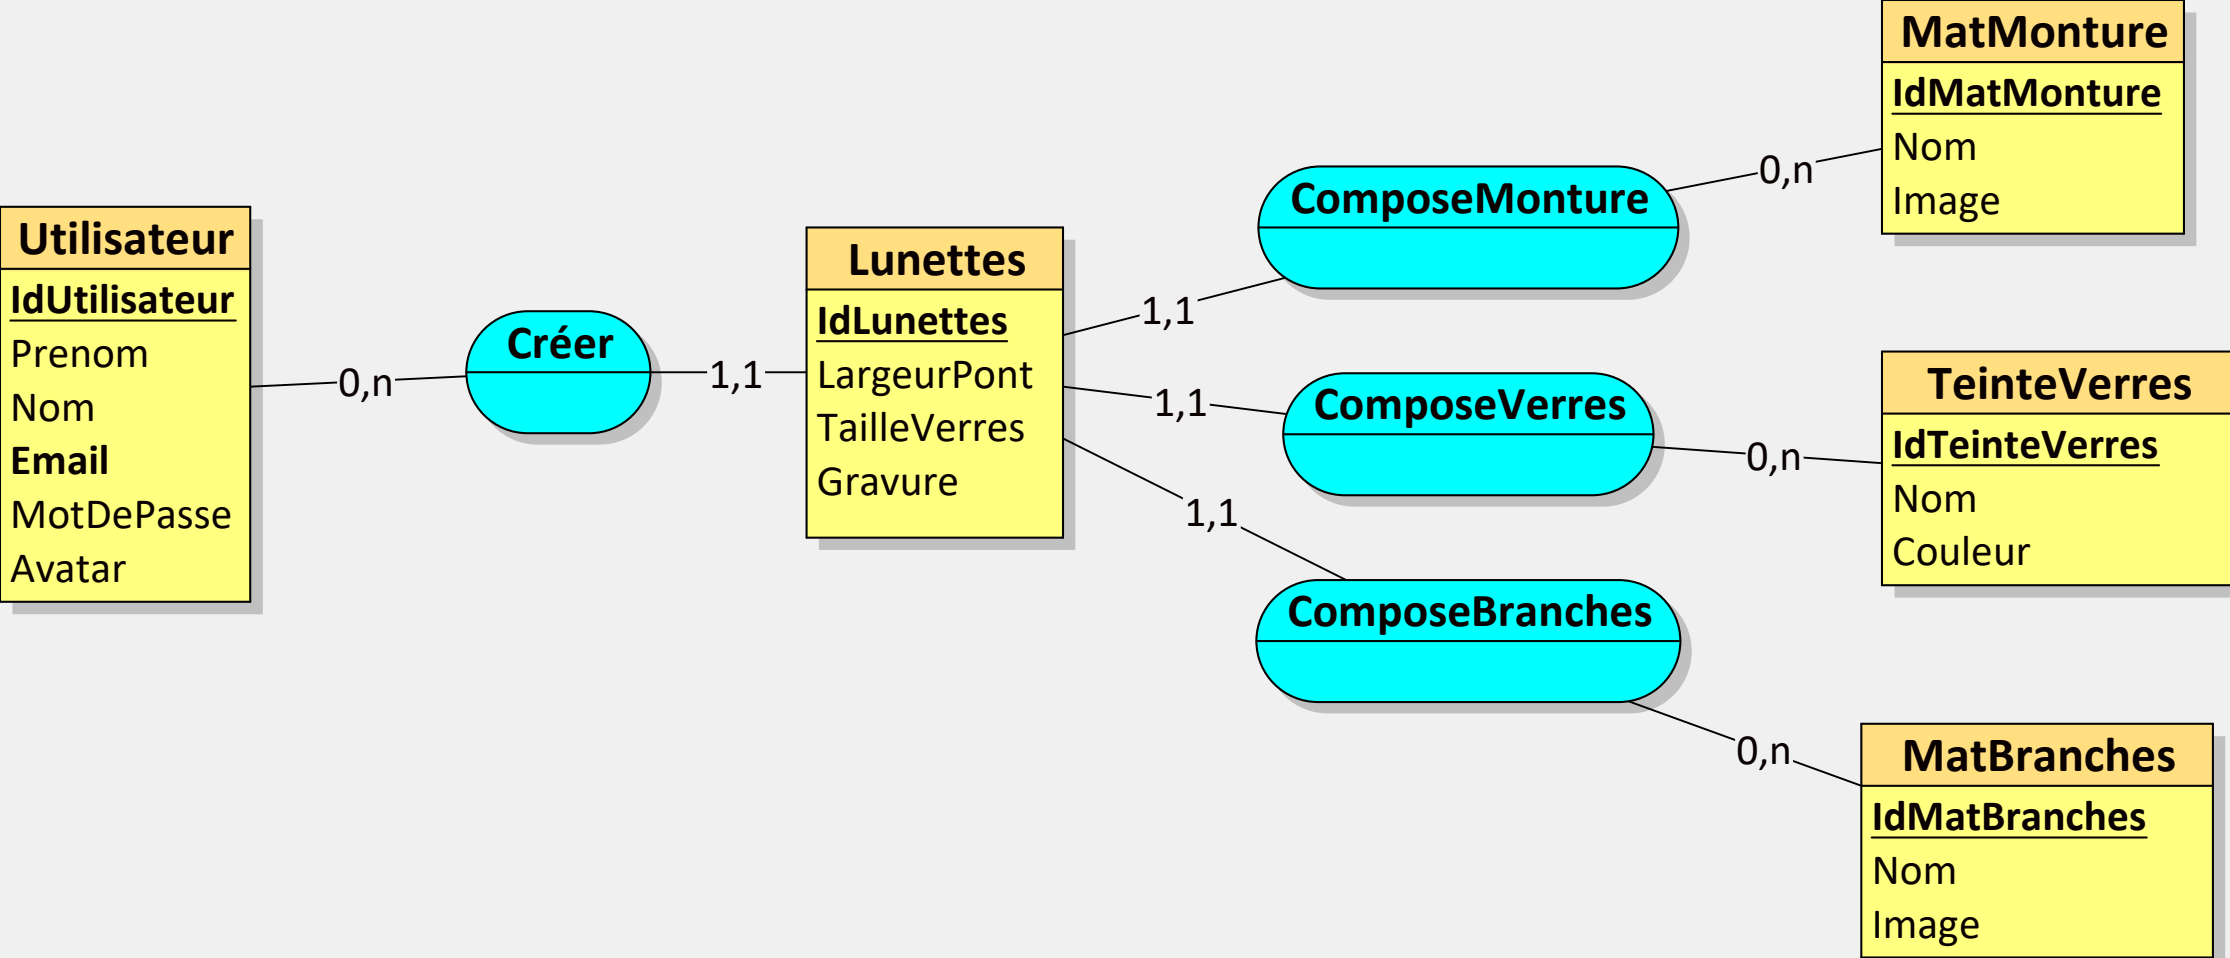 Utilisateur
IdUtilisateur
Prenom
Nom
Email
MotDePasse
Avatar
0,n
Créer
1,1
Lunettes
IdLunettes
LargeurPont
TailleVerres
Gravure
1,1
ComposeMonture
0,n
MatMonture
IdMatMonture
Nom
Image
1,1
ComposeVerres
0,n
TeinteVerres
IdTeinteVerres
Nom
Couleur
1,1
ComposeBranches
0,n
MatBranches
IdMatBranches
Nom
Image